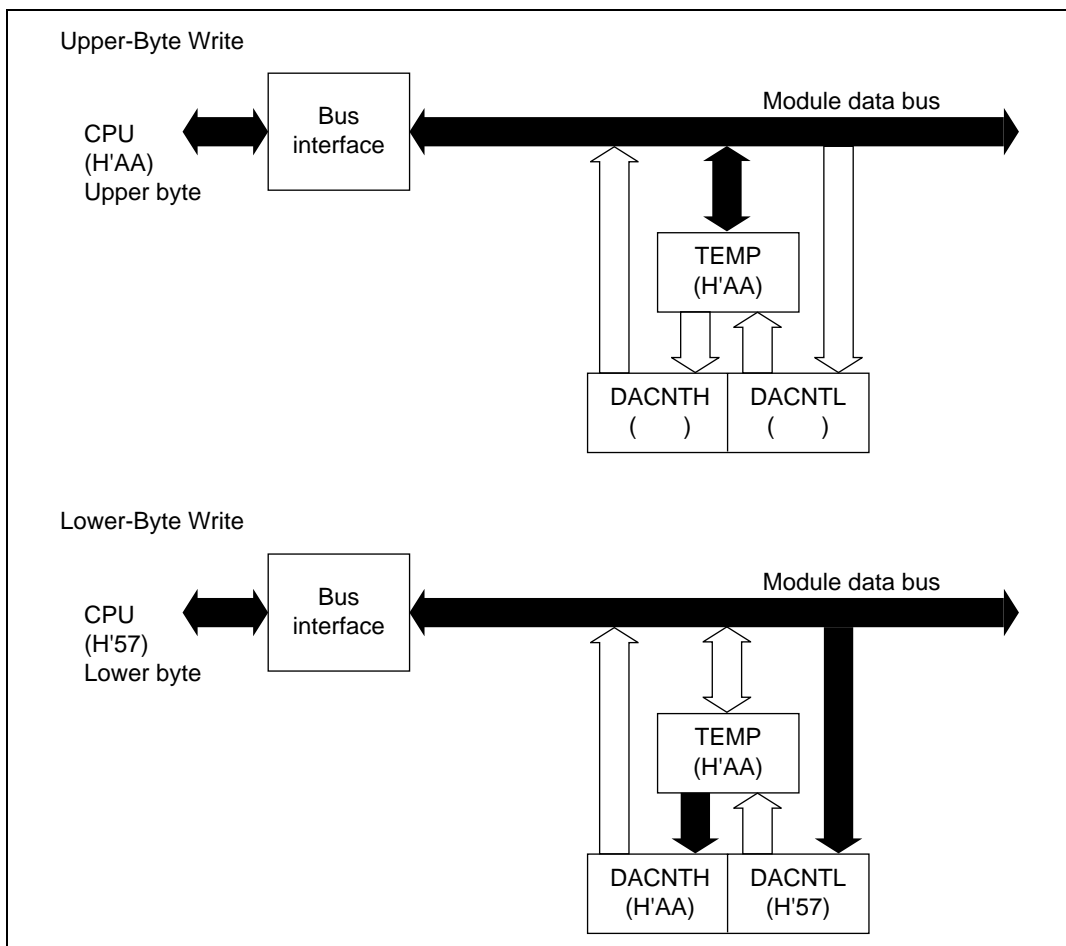 Upper-Byte Write
CPU
(H'AA)
Upper byte
Bus
interface
Module data bus
TEMP
(H'AA)
DACNTH
(      )
DACNTL
(      )
Lower-Byte Write
CPU
(H'57)
Lower byte
Bus
interface
Module data bus
TEMP
(H'AA)
DACNTH
(H'AA)
DACNTL
(H'57)